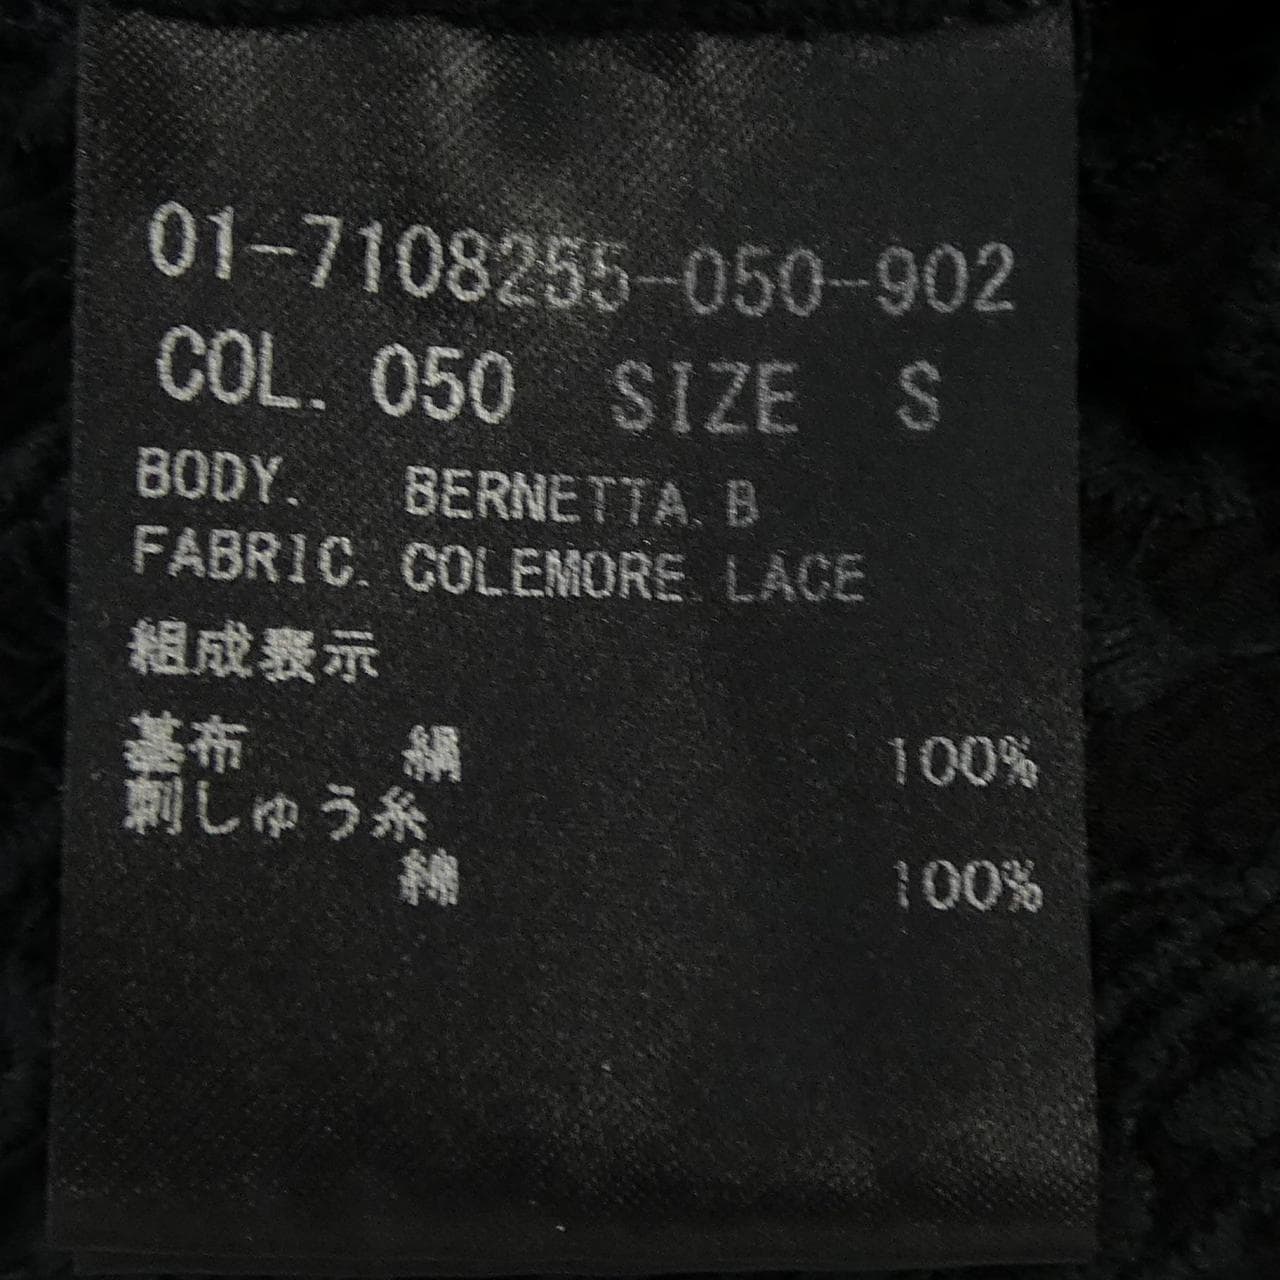 01-7108255-050-902
COL. 050 SIZE S
BODY. BERNETTA. B
FABRIC. COLEMORE LACE
組成表示
基布 絹 100%
刺しゅう糸
綿 100%